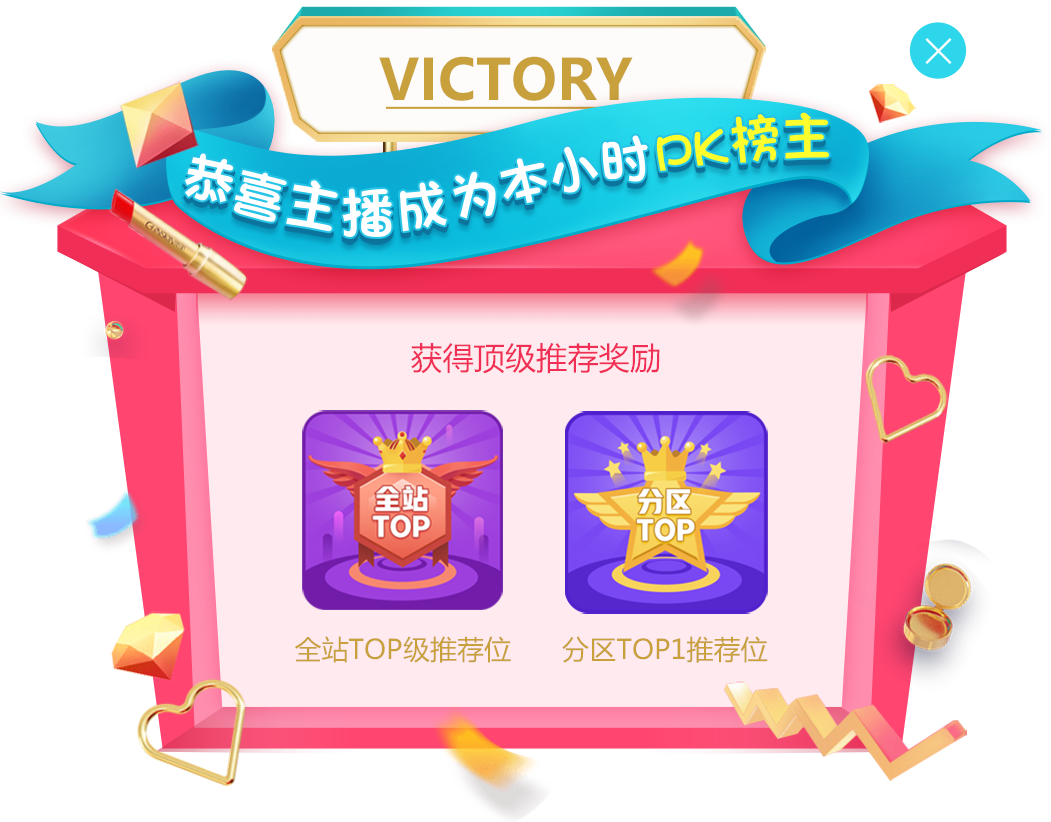 VICTORY
恭喜主播成为本小时PK榜主
获得顶级推荐奖励
全站
TOP
分区
TOP
全站TOP级推荐位
分区TOP1推荐位